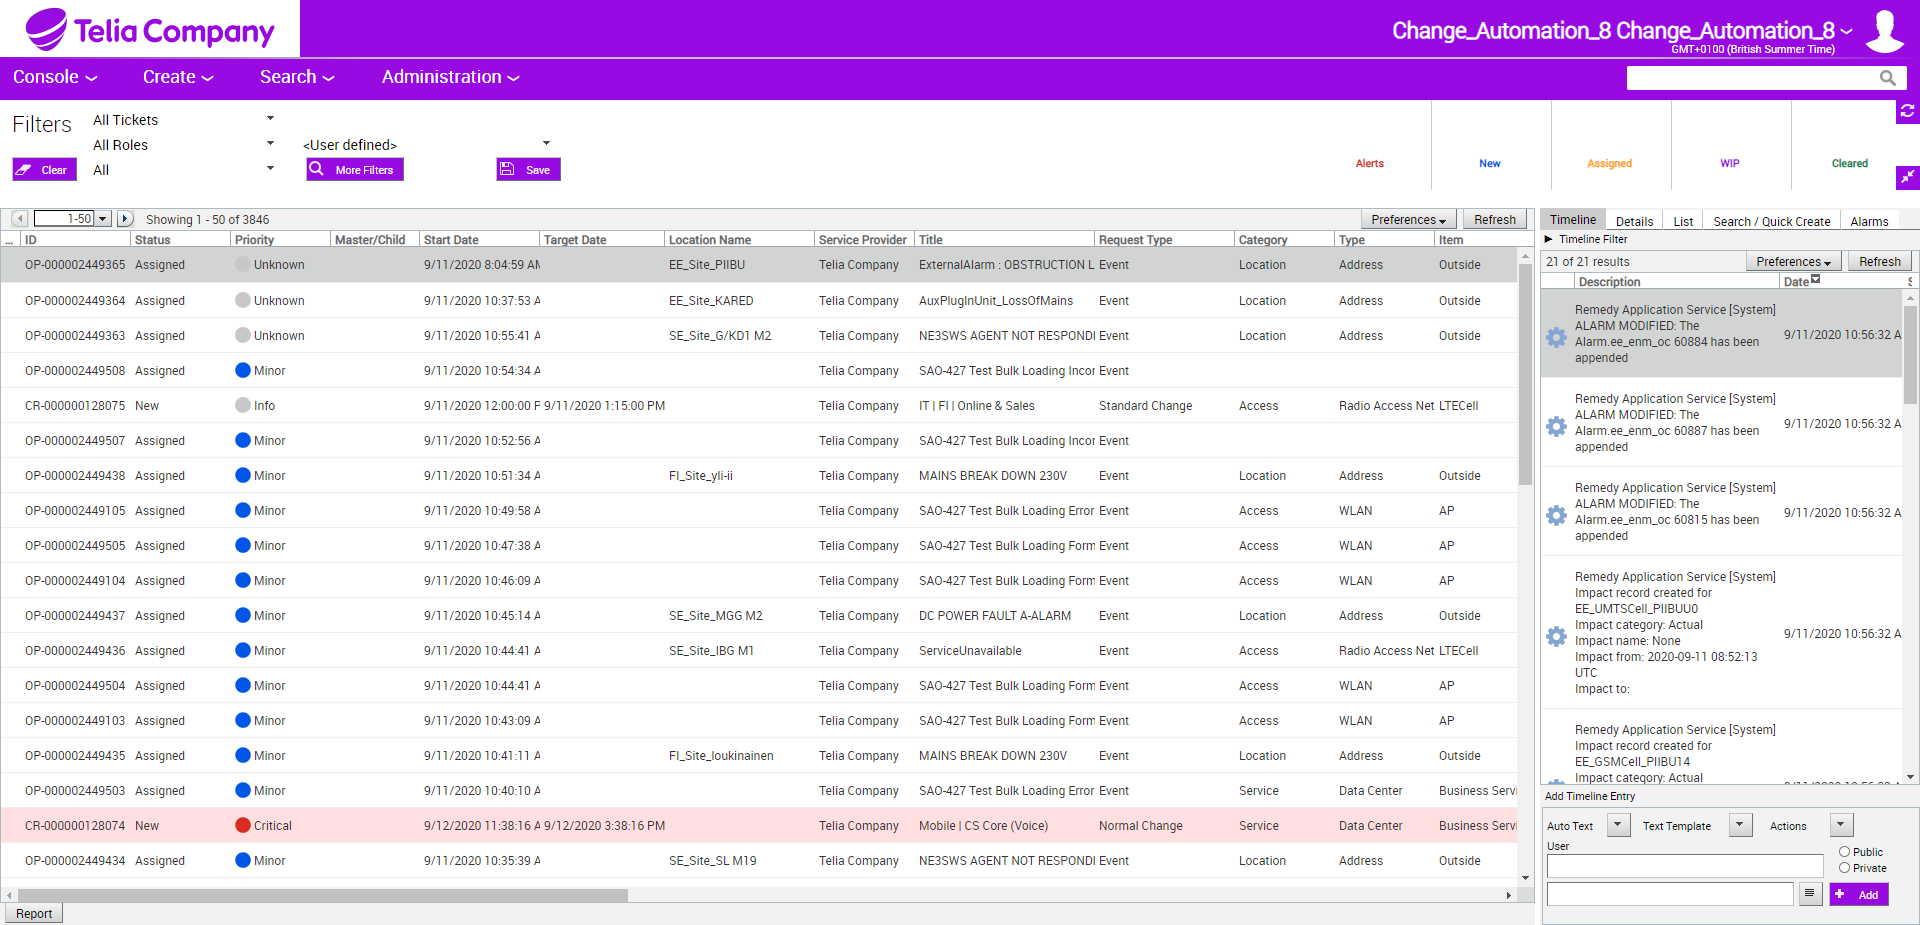 Telia Company
Change_Automation_8 Change_Automation_8
GMT+0100 (British Summer Time)
Console Create Search Administration
Filters
All Tickets
All Roles
<User defined>
Clear
All
More Filters
Save
Alerts
New
Assigned
WIP
Cleared
1-50 Showing 1 - 50 of 3846
Preferences Refresh
... ID Status Priority Master/Child Start Date Target Date Location Name Service Provider Title Request Type Category Type Item
OP-000002449365 Assigned Unknown 9/11/2020 8:04:59 AM EE_Site_PIIBU Telia Company ExternalAlarm : OBSTRUCTION L Event Location Address Outside
OP-000002449364 Assigned Unknown 9/11/2020 10:37:53 A EE_Site_KARED Telia Company AuxPlugInUnit_LossOfMains Event Location Address Outside
OP-000002449363 Assigned Unknown 9/11/2020 10:55:41 A SE_Site_G/KD1 M2 Telia Company NE3SWS AGENT NOT RESPONDI Event Location Address Outside
OP-000002449508 Assigned Minor 9/11/2020 10:54:34 A Telia Company SAO-427 Test Bulk Loading Incor Event
CR-000000128075 New Info 9/11/2020 12:00:00 F 9/11/2020 1:15:00 PM Telia Company IT | FI | Online & Sales Standard Change Access Radio Access Net LTECell
OP-000002449507 Assigned Minor 9/11/2020 10:52:56 A Telia Company SAO-427 Test Bulk Loading Incor Event
OP-000002449438 Assigned Minor 9/11/2020 10:51:34 A FI_Site_yli-ii Telia Company MAINS BREAK DOWN 230V Event Location Address Outside
OP-000002449105 Assigned Minor 9/11/2020 10:49:58 A Telia Company SAO-427 Test Bulk Loading Error Event Access WLAN AP
OP-000002449505 Assigned Minor 9/11/2020 10:47:38 A Telia Company SAO-427 Test Bulk Loading Form Event Access WLAN AP
OP-000002449104 Assigned Minor 9/11/2020 10:46:09 A Telia Company SAO-427 Test Bulk Loading Form Event Access WLAN AP
OP-000002449437 Assigned Minor 9/11/2020 10:45:14 A SE_Site_MGG M2 Telia Company DC POWER FAULT A-ALARM Event Location Address Outside
OP-000002449436 Assigned Minor 9/11/2020 10:44:41 A SE_Site_IBG M1 Telia Company ServiceUnavailable Event Access Radio Access Net LTECell
OP-000002449504 Assigned Minor 9/11/2020 10:44:41 A Telia Company SAO-427 Test Bulk Loading Form Event Access WLAN AP
OP-000002449103 Assigned Minor 9/11/2020 10:43:09 A Telia Company SAO-427 Test Bulk Loading Form Event Access WLAN AP
OP-000002449435 Assigned Minor 9/11/2020 10:41:11 A FI_Site_loukinainen Telia Company MAINS BREAK DOWN 230V Event Location Address Outside
OP-000002449503 Assigned Minor 9/11/2020 10:40:10 A Telia Company SAO-427 Test Bulk Loading Error Event Service Data Center Business Servi
CR-000000128074 New Critical 9/12/2020 11:38:16 A 9/12/2020 3:38:16 PM Telia Company Mobile | CS Core (Voice) Normal Change Service Data Center Business Servi
OP-000002449434 Assigned Minor 9/11/2020 10:35:39 A SE_Site_SL M19 Telia Company NE3SWS AGENT NOT RESPONDI Event Location Address Outside
Report
Timeline Details List Search / Quick Create Alarms
Timeline Filter
21 of 21 results Preferences Refresh
Description Date S
Remedy Application Service [System]
ALARM MODIFIED: The
Alarm.ee_enm_oc 60884 has been
appended
9/11/2020 10:56:32 A
Remedy Application Service [System]
ALARM MODIFIED: The
Alarm.ee_enm_oc 60887 has been
appended
9/11/2020 10:56:32 A
Remedy Application Service [System]
ALARM MODIFIED: The
Alarm.ee_enm_oc 60815 has been
appended
9/11/2020 10:56:32 A
Remedy Application Service [System]
Impact record created for
EE_UMTSCell_PIIBUU0
Impact category: Actual
Impact name: None
Impact from: 2020-09-11 08:52:13
UTC
Impact to:
9/11/2020 10:56:32 A
Remedy Application Service [System]
Impact record created for
EE_GSMCell_PIIBU14
Impact category: Actual
Add Timeline Entry
Auto Text Text Template Actions
User
Public
Private
Add